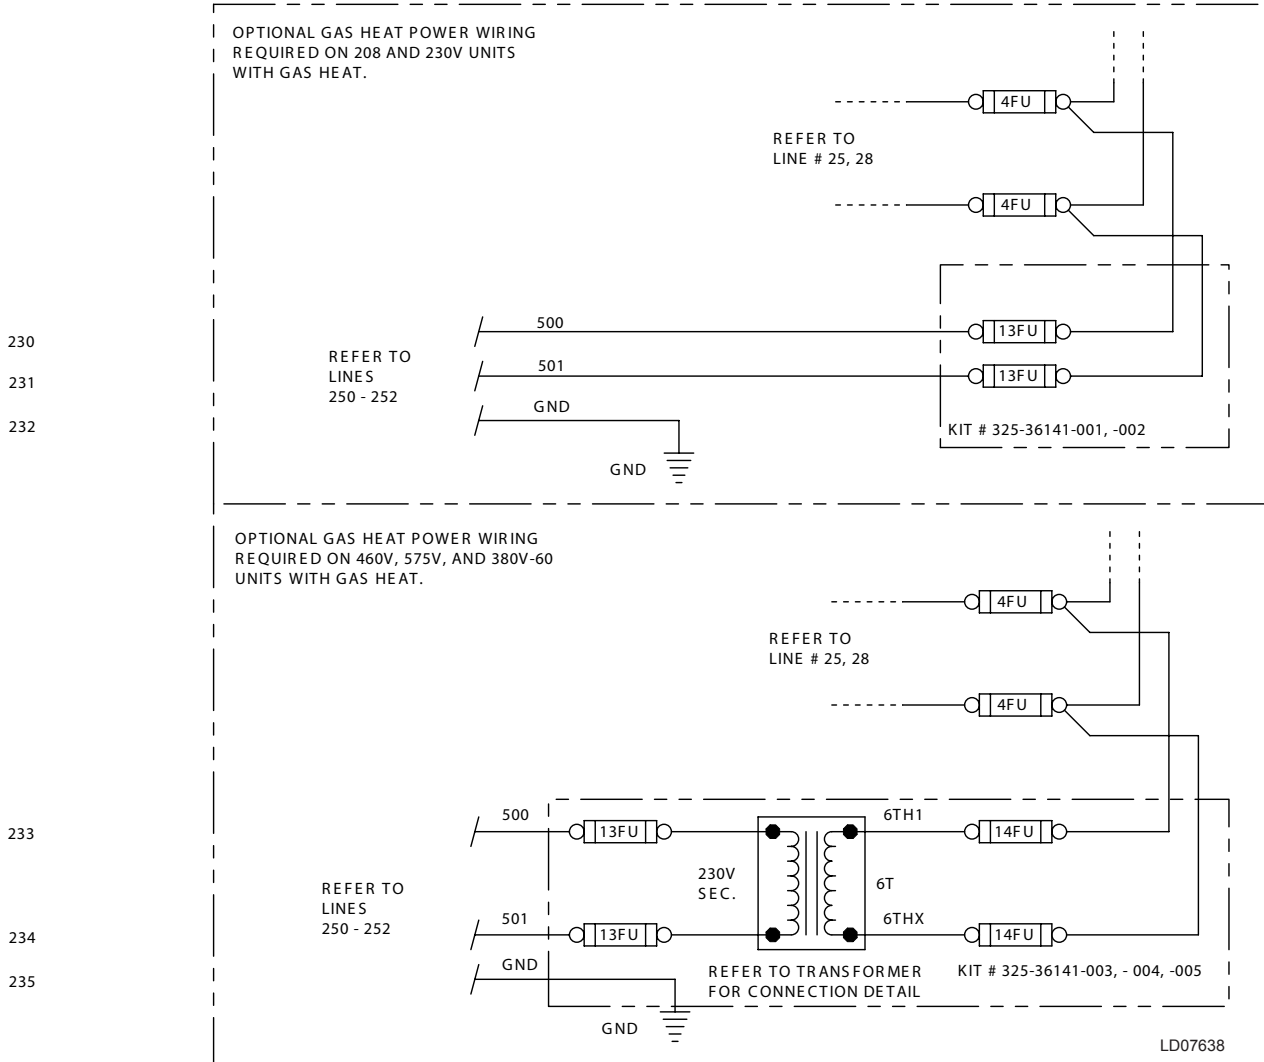 OPTIONAL GAS HEAT POWER WIRING
REQUIRED ON 208 AND 230V UNITS
WITH GAS HEAT.
4FU
REFER TO
LINE # 25, 28
4FU
230
500
13FU
REFER TO
LINES
250 - 252
231
501
13FU
232
GND
KIT # 325-36141-001, -002
GND
OPTIONAL GAS HEAT POWER WIRING
REQUIRED ON 460V, 575V, AND 380V-60
UNITS WITH GAS HEAT.
4FU
REFER TO
LINE # 25, 28
4FU
233
500
13FU
6TH1
14FU
230V
SEC.
6T
REFER TO
LINES
250 - 252
234
501
13FU
6THX
14FU
235
GND
REFER TO TRANSFORMER
FOR CONNECTION DETAIL
KIT # 325-36141-003, - 004, -005
GND
LD07638